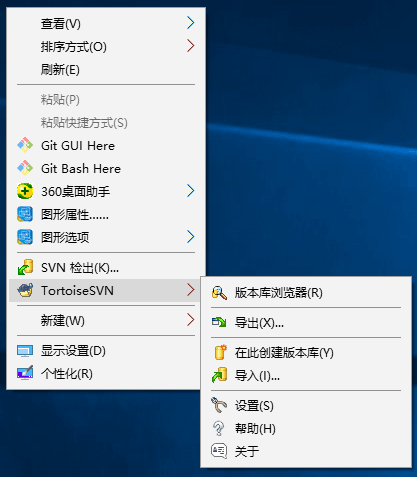 查看(V)
排序方式(O)
刷新(E)
粘贴(P)
粘贴快捷方式(S)
Git GUI Here
Git Bash Here
360桌面助手
图形属性......
图形选项
SVN 检出(K)...
TortoiseSVN
新建(W)
显示设置(D)
个性化(R)
版本库浏览器(R)
导出(X)...
在此创建版本库(Y)
导入(I)...
设置(S)
帮助(H)
关于